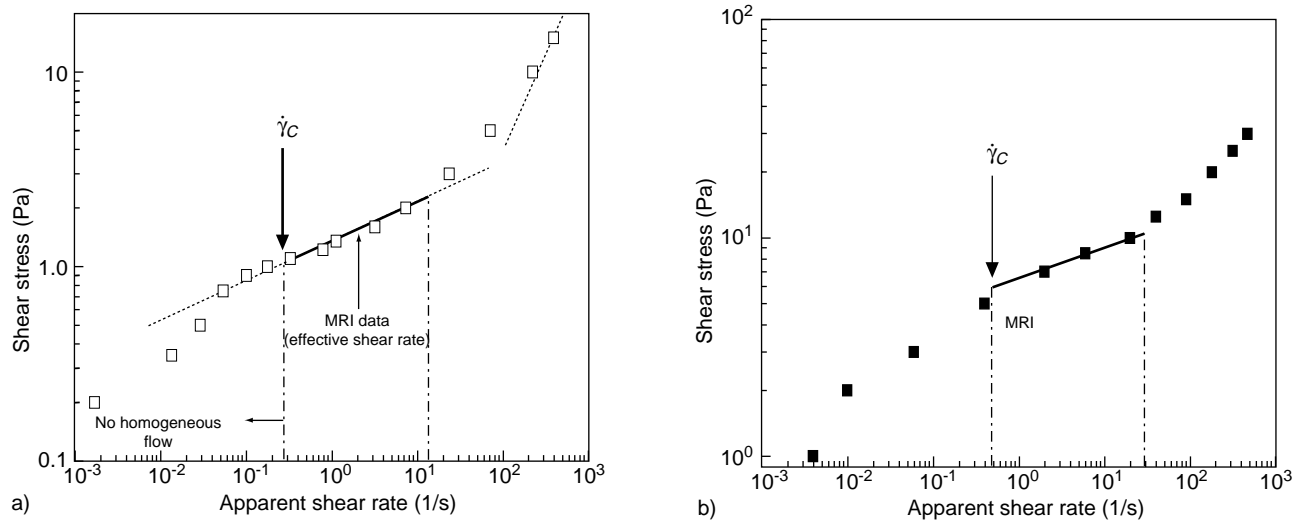 10
1.0
0.1
Shear stress (Pa)
γ̇C
MRI data
(effective shear rate)
No homogeneous
flow
10⁻³ 10⁻² 10⁻¹ 10⁰ 10¹ 10² 10³
Apparent shear rate (1/s)
a)
10²
10¹
10⁰
Shear stress (Pa)
γ̇C
MRI
10⁻³ 10⁻² 10⁻¹ 10⁰ 10¹ 10² 10³
Apparent shear rate (1/s)
b)